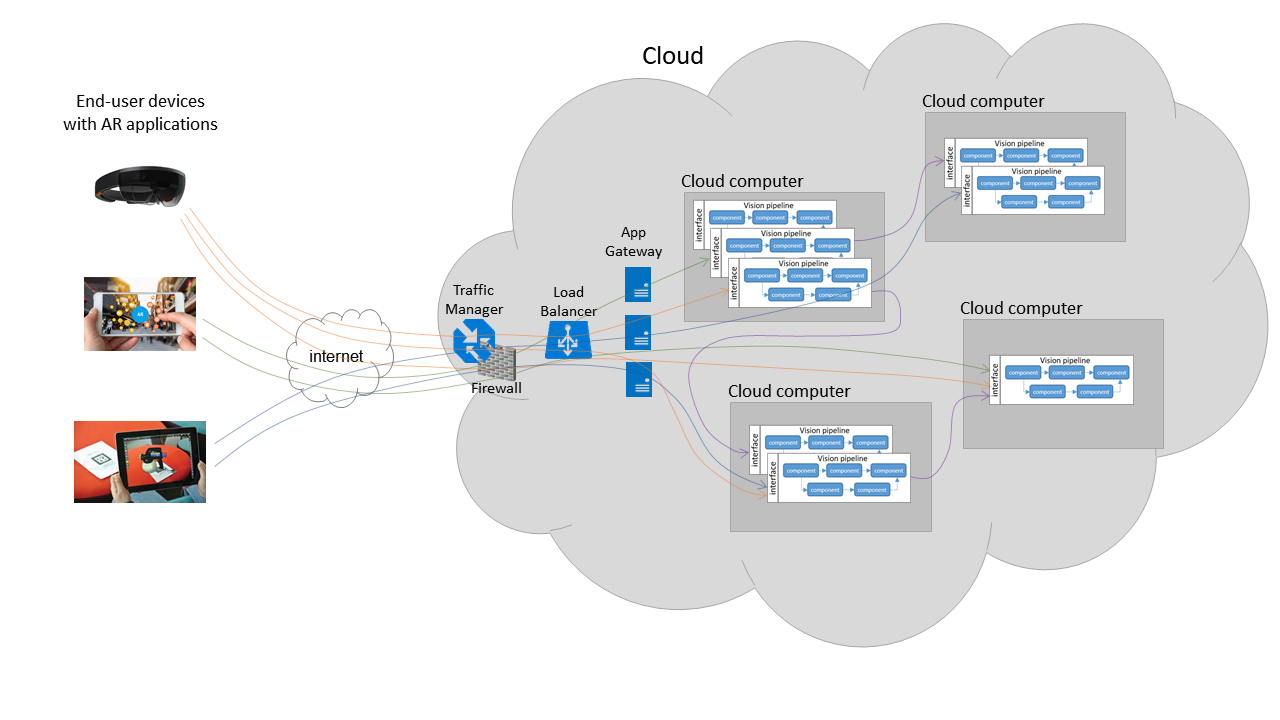 Cloud
End-user devices
with AR applications
Cloud computer
Vision pipeline
interface
component
component
component
Vision pipeline
interface
component
component
component
component
component
Cloud computer
Vision pipeline
interface
component
component
component
Vision pipeline
interface
component
component
component
Vision pipeline
interface
component
component
component
component
component
App
Gateway
Traffic
Manager
Load
Balancer
internet
AR
Firewall
Cloud computer
Vision pipeline
interface
component
component
component
component
component
Cloud computer
Vision pipeline
interface
component
component
component
Vision pipeline
interface
component
component
component
component
component